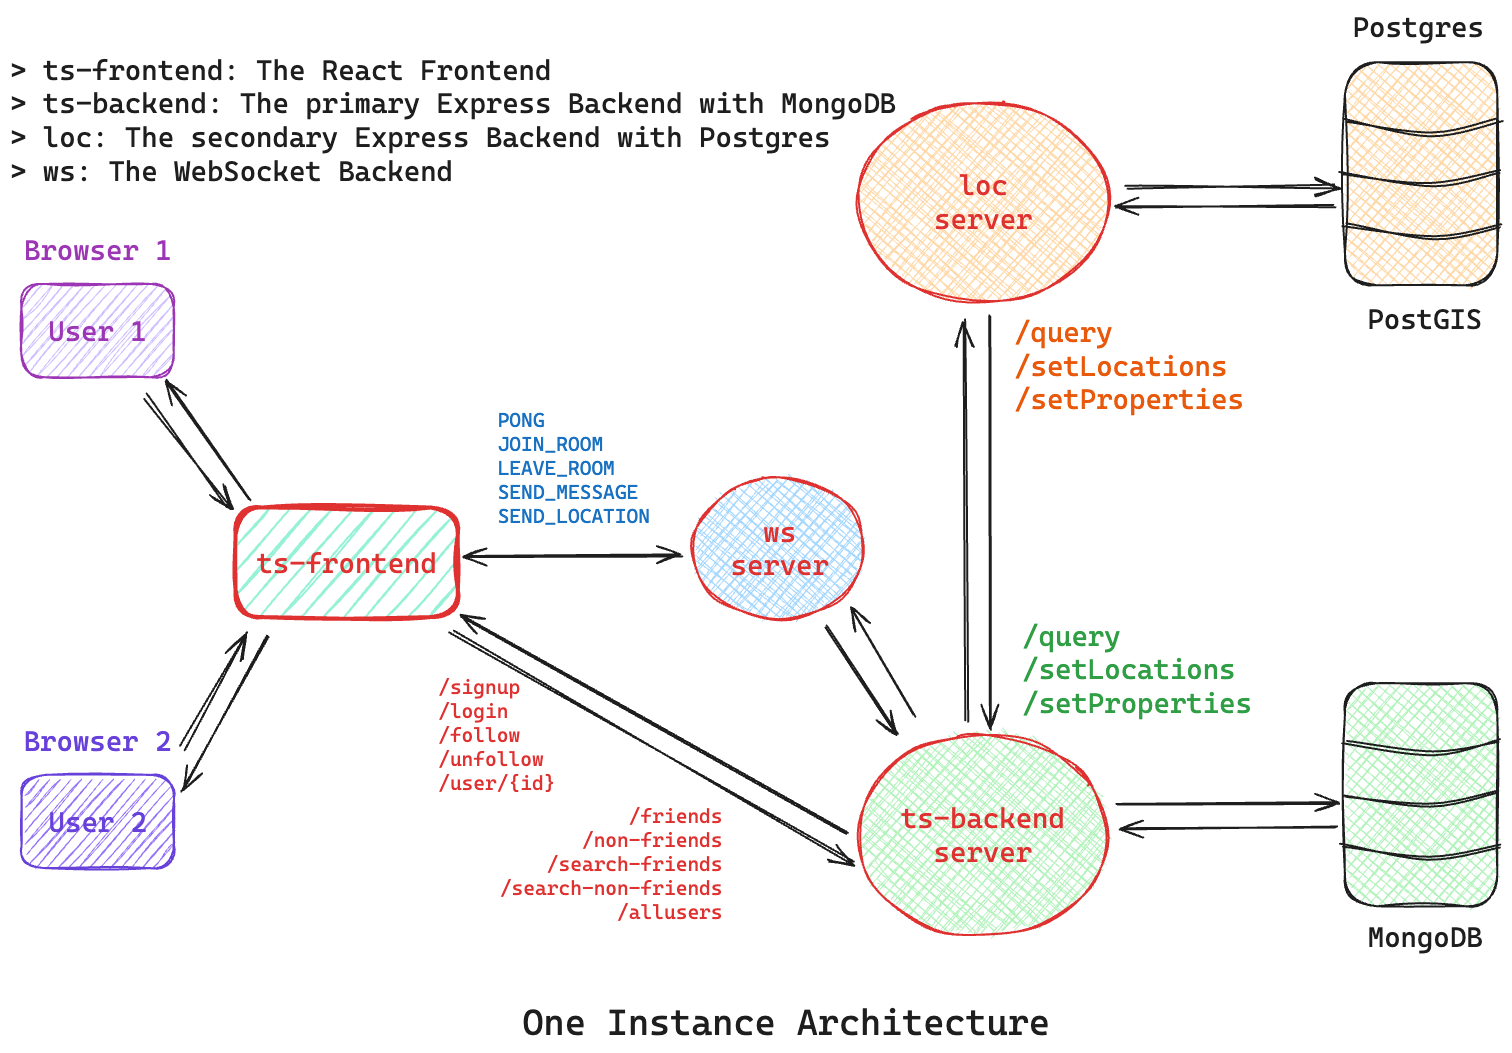 Postgres
> ts-frontend: The React Frontend
> ts-backend: The primary Express Backend with MongoDB
> loc: The secondary Express Backend with Postgres
> ws: The WebSocket Backend
loc
server
Browser 1
User 1
PostGIS
/query
/setLocations
/setProperties
PONG
JOIN_ROOM
LEAVE_ROOM
SEND_MESSAGE
SEND_LOCATION
ts-frontend
ws
server
/query
/setLocations
/setProperties
/signup
/login
/follow
/unfollow
/user/{id}
Browser 2
User 2
/friends
/non-friends
/search-friends
/search-non-friends
/allusers
ts-backend
server
MongoDB
One Instance Architecture